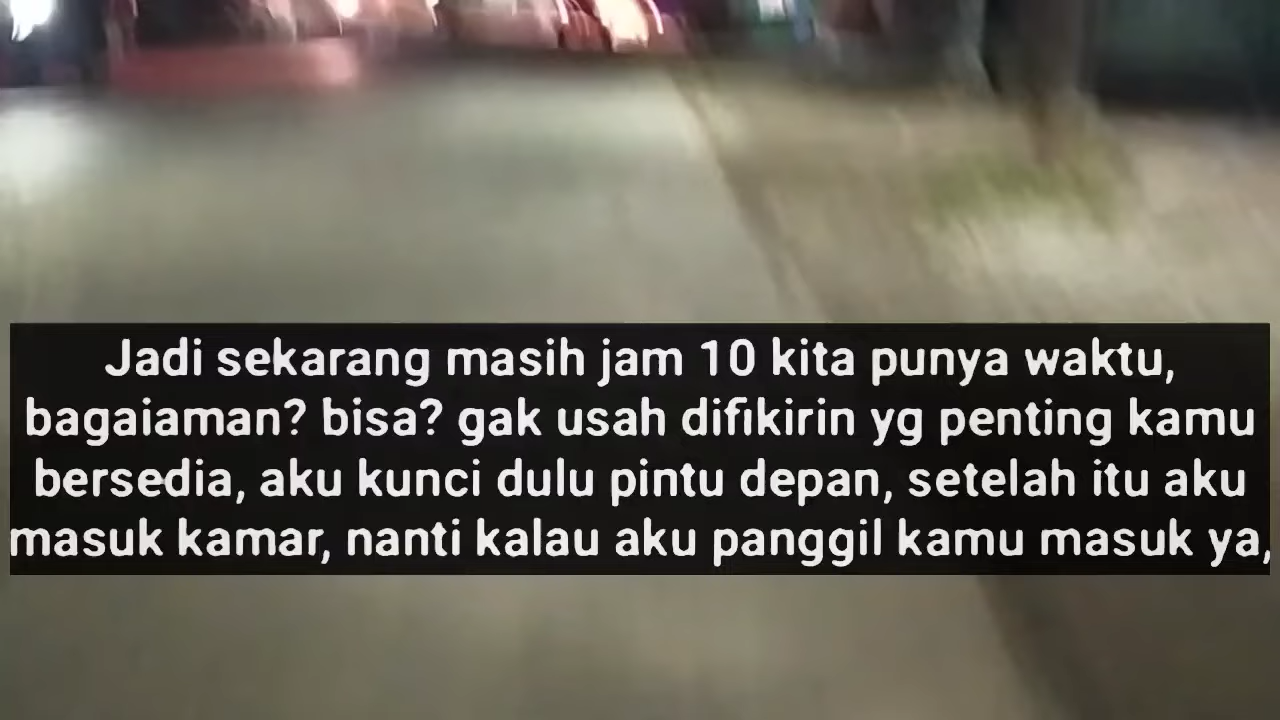 Jadi sekarang masih jam 10 kita punya waktu,
bagaiaman? bisa? gak usah difikirin yg penting kamu
bersedia, aku kunci dulu pintu depan, setelah itu aku
masuk kamar, nanti kalau aku panggil kamu masuk ya,